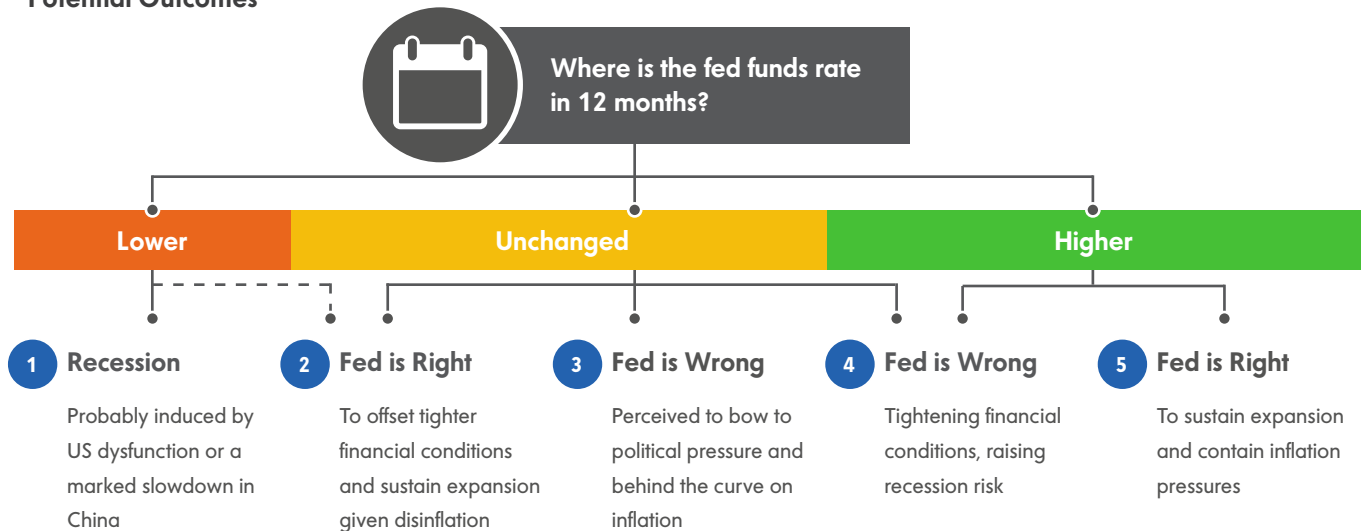 Potential Outcomes
Where is the fed funds rate
in 12 months?
Lower
Unchanged
Higher
1 Recession
Probably induced by
US dysfunction or a
marked slowdown in
China
2 Fed is Right
To offset tighter
financial conditions
and sustain expansion
given disinflation
3 Fed is Wrong
Perceived to bow to
political pressure and
behind the curve on
inflation
4 Fed is Wrong
Tightening financial
conditions, raising
recession risk
5 Fed is Right
To sustain expansion
and contain inflation
pressures